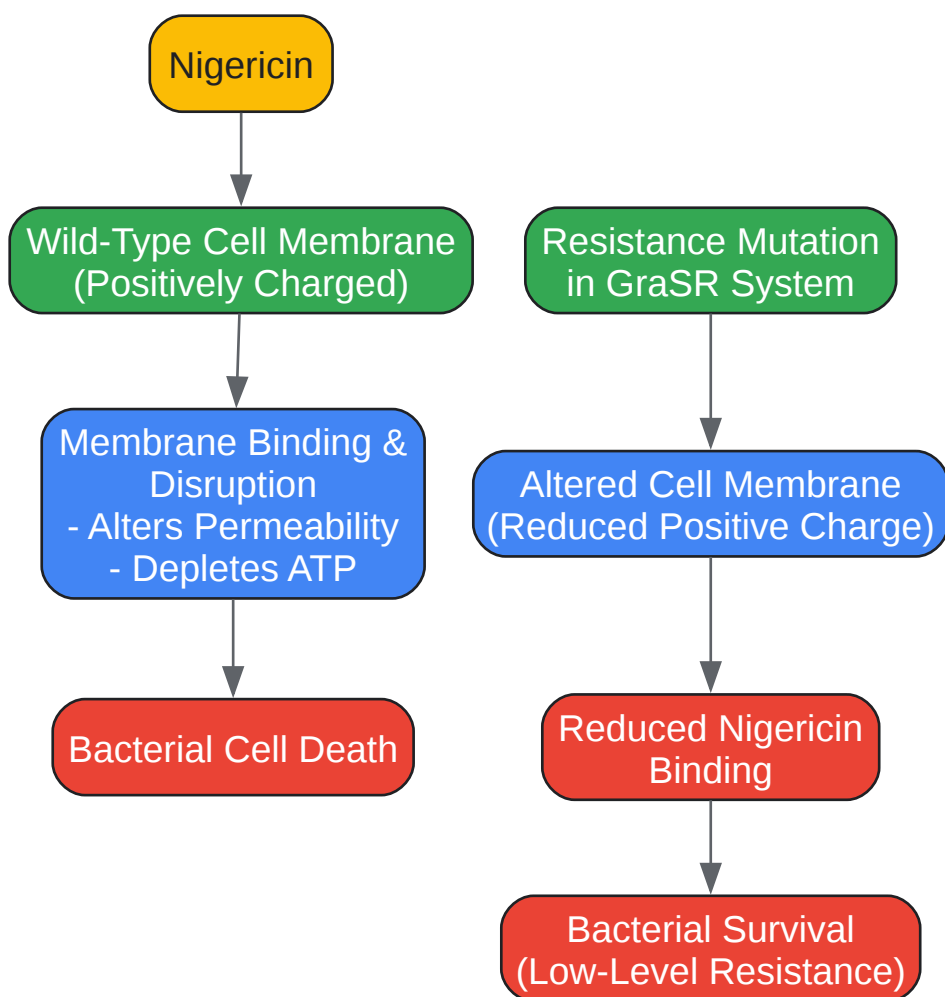 Nigericin
Wild-Type Cell Membrane
(Positively Charged)
Membrane Binding &
Disruption
- Alters Permeability
- Depletes ATP
Bacterial Cell Death
Resistance Mutation
in GraSR System
Altered Cell Membrane
(Reduced Positive Charge)
Reduced Nigericin
Binding
Bacterial Survival
(Low-Level Resistance)